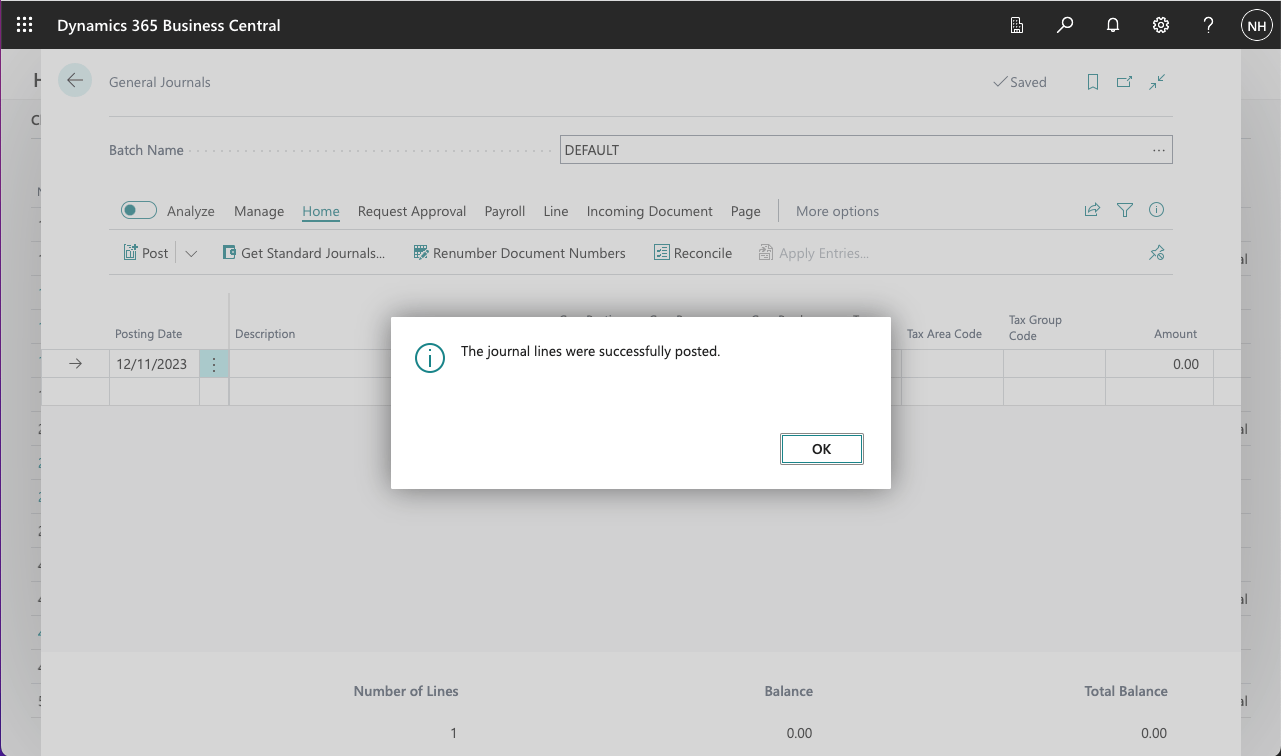 Dynamics 365 Business Central
NH
General Journals
Saved
Batch Name
DEFAULT
Analyze Manage Home Request Approval Payroll Line Incoming Document Page More options
Post Get Standard Journals... Renumber Document Numbers Reconcile Apply Entries...
Posting Date Description Tax Area Code Tax Group Code Amount
12/11/2023 0.00
The journal lines were successfully posted.
OK
Number of Lines Balance Total Balance
1 0.00 0.00